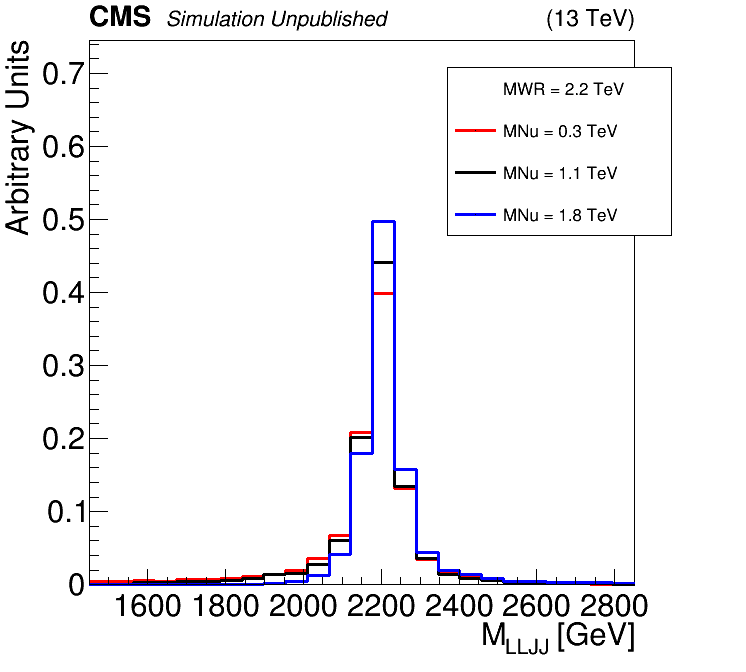 CMS Simulation Unpublished (13 TeV)
Arbitrary Units
0.7
0.6
0.5
0.4
0.3
0.2
0.1
0
MWR = 2.2 TeV
MNu = 0.3 TeV
MNu = 1.1 TeV
MNu = 1.8 TeV
1600 1800 2000 2200 2400 2600 2800
M_LLJJ [GeV]